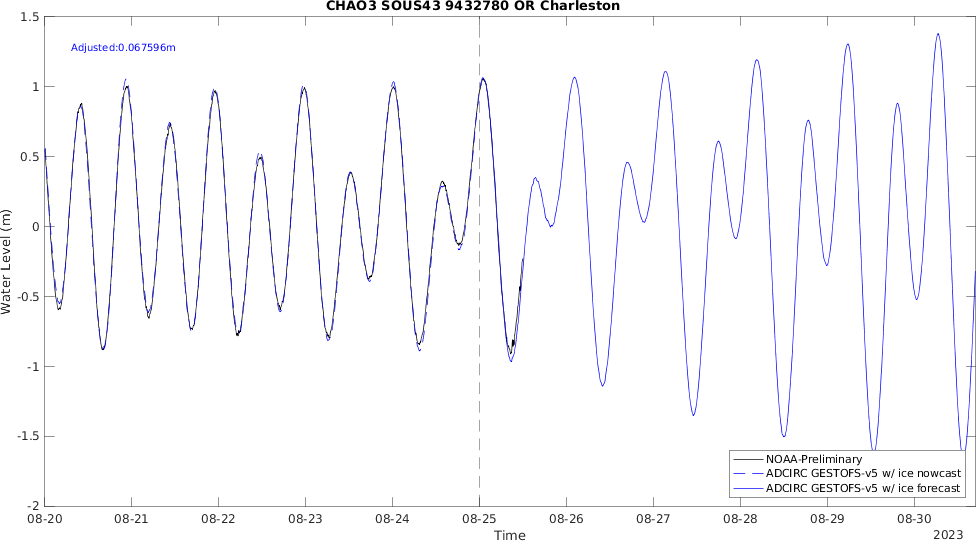 CHAO3 SOUS43 9432780 OR Charleston
Adjusted:0.067596m
Water Level (m)
1.5
1
0.5
0
-0.5
-1
-1.5
-2
NOAA-Preliminary
ADCIRC GESTOFS-v5 w/ ice nowcast
ADCIRC GESTOFS-v5 w/ ice forecast
08-20 08-21 08-22 08-23 08-24 08-25 08-26 08-27 08-28 08-29 08-30
Time
2023